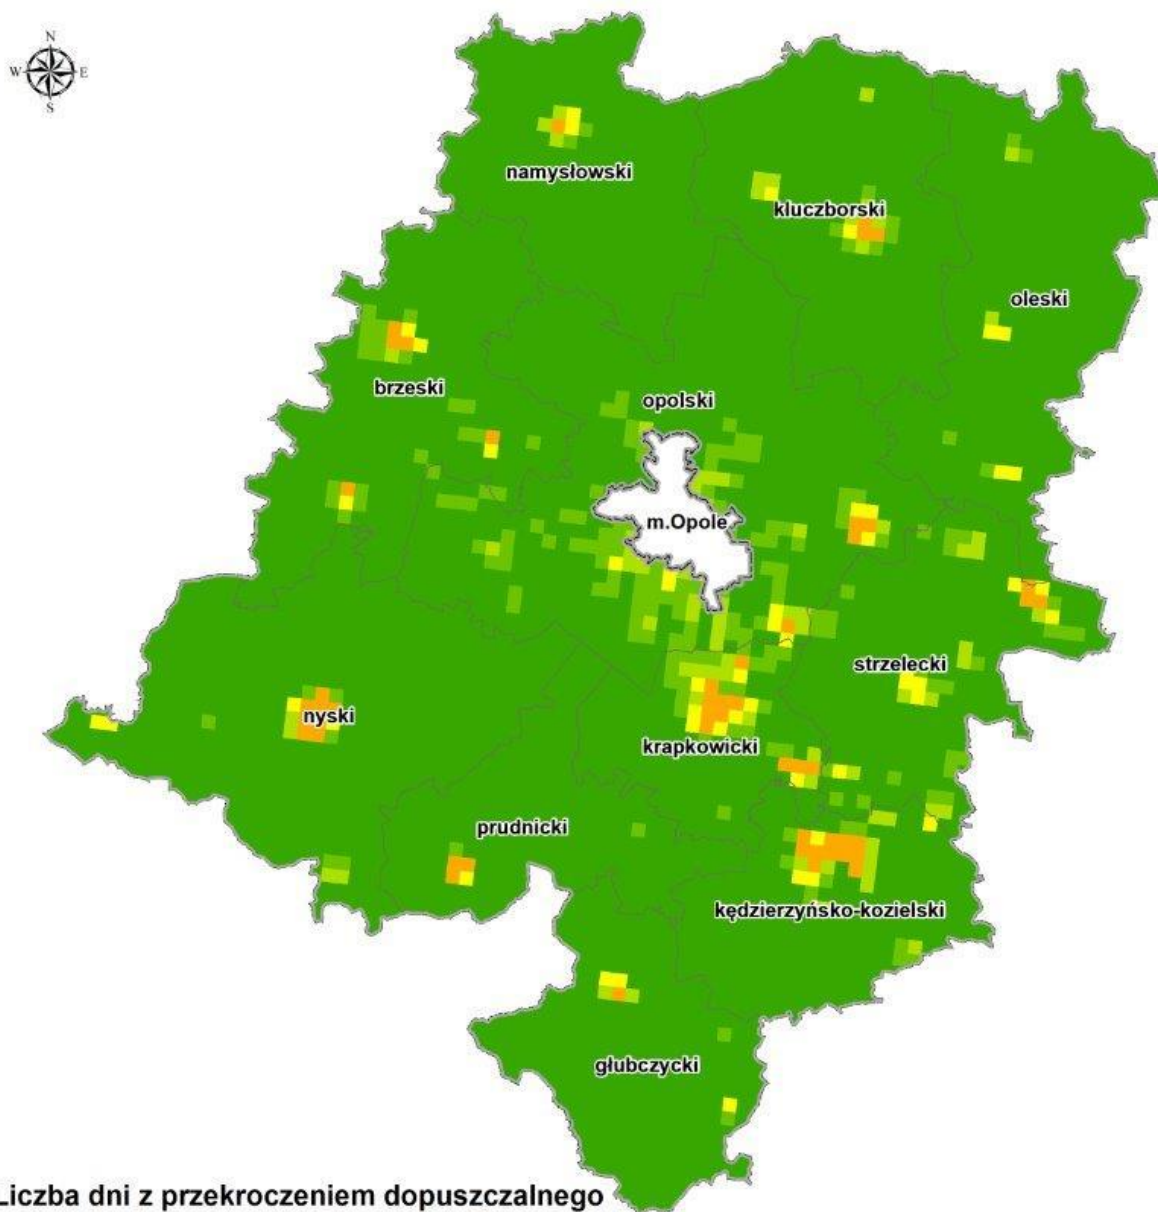 N
W E
S
namysłowski
kluczborski
oleski
brzeski
opolski
m.Opole
strzelecki
nyski
krapkowicki
prudnicki
kędzierzyńsko-kozielski
głubczycki
Liczba dni z przekroczeniem dopuszczalnego